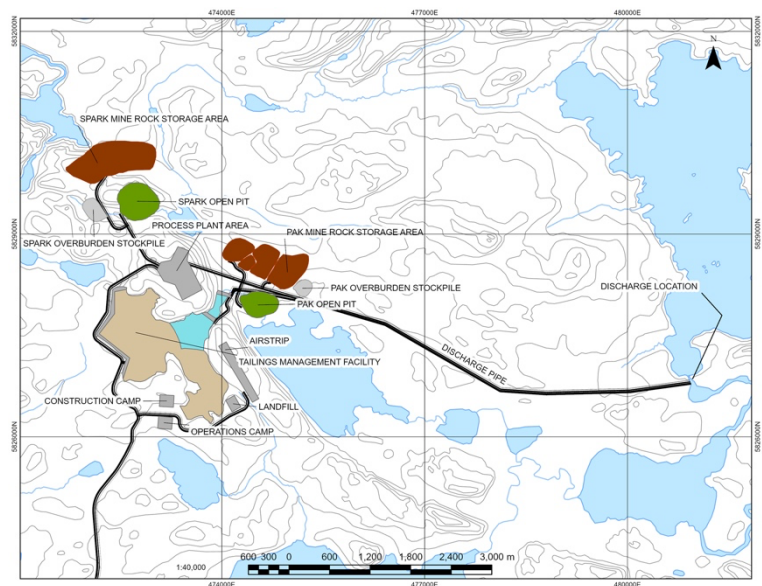 474000E
477000E
480000E
5832000N
5832000N
N
SPARK MINE ROCK STORAGE AREA
SPARK OPEN PIT
PROCESS PLANT AREA
PAK MINE ROCK STORAGE AREA
5829000N
5829000N
SPARK OVERBURDEN STOCKPILE
PAK OVERBURDEN STOCKPILE
DISCHARGE LOCATION
PAK OPEN PIT
AIRSTRIP
DISCHARGE PIPE
TAILINGS MANAGEMENT FACILITY
CONSTRUCTION CAMP
LANDFILL
OPERATIONS CAMP
5826000N
5826000N
1:40,000
600 300 0 600 1,200 1,800 2,400 3,000 m
474000E
477000E
480000E